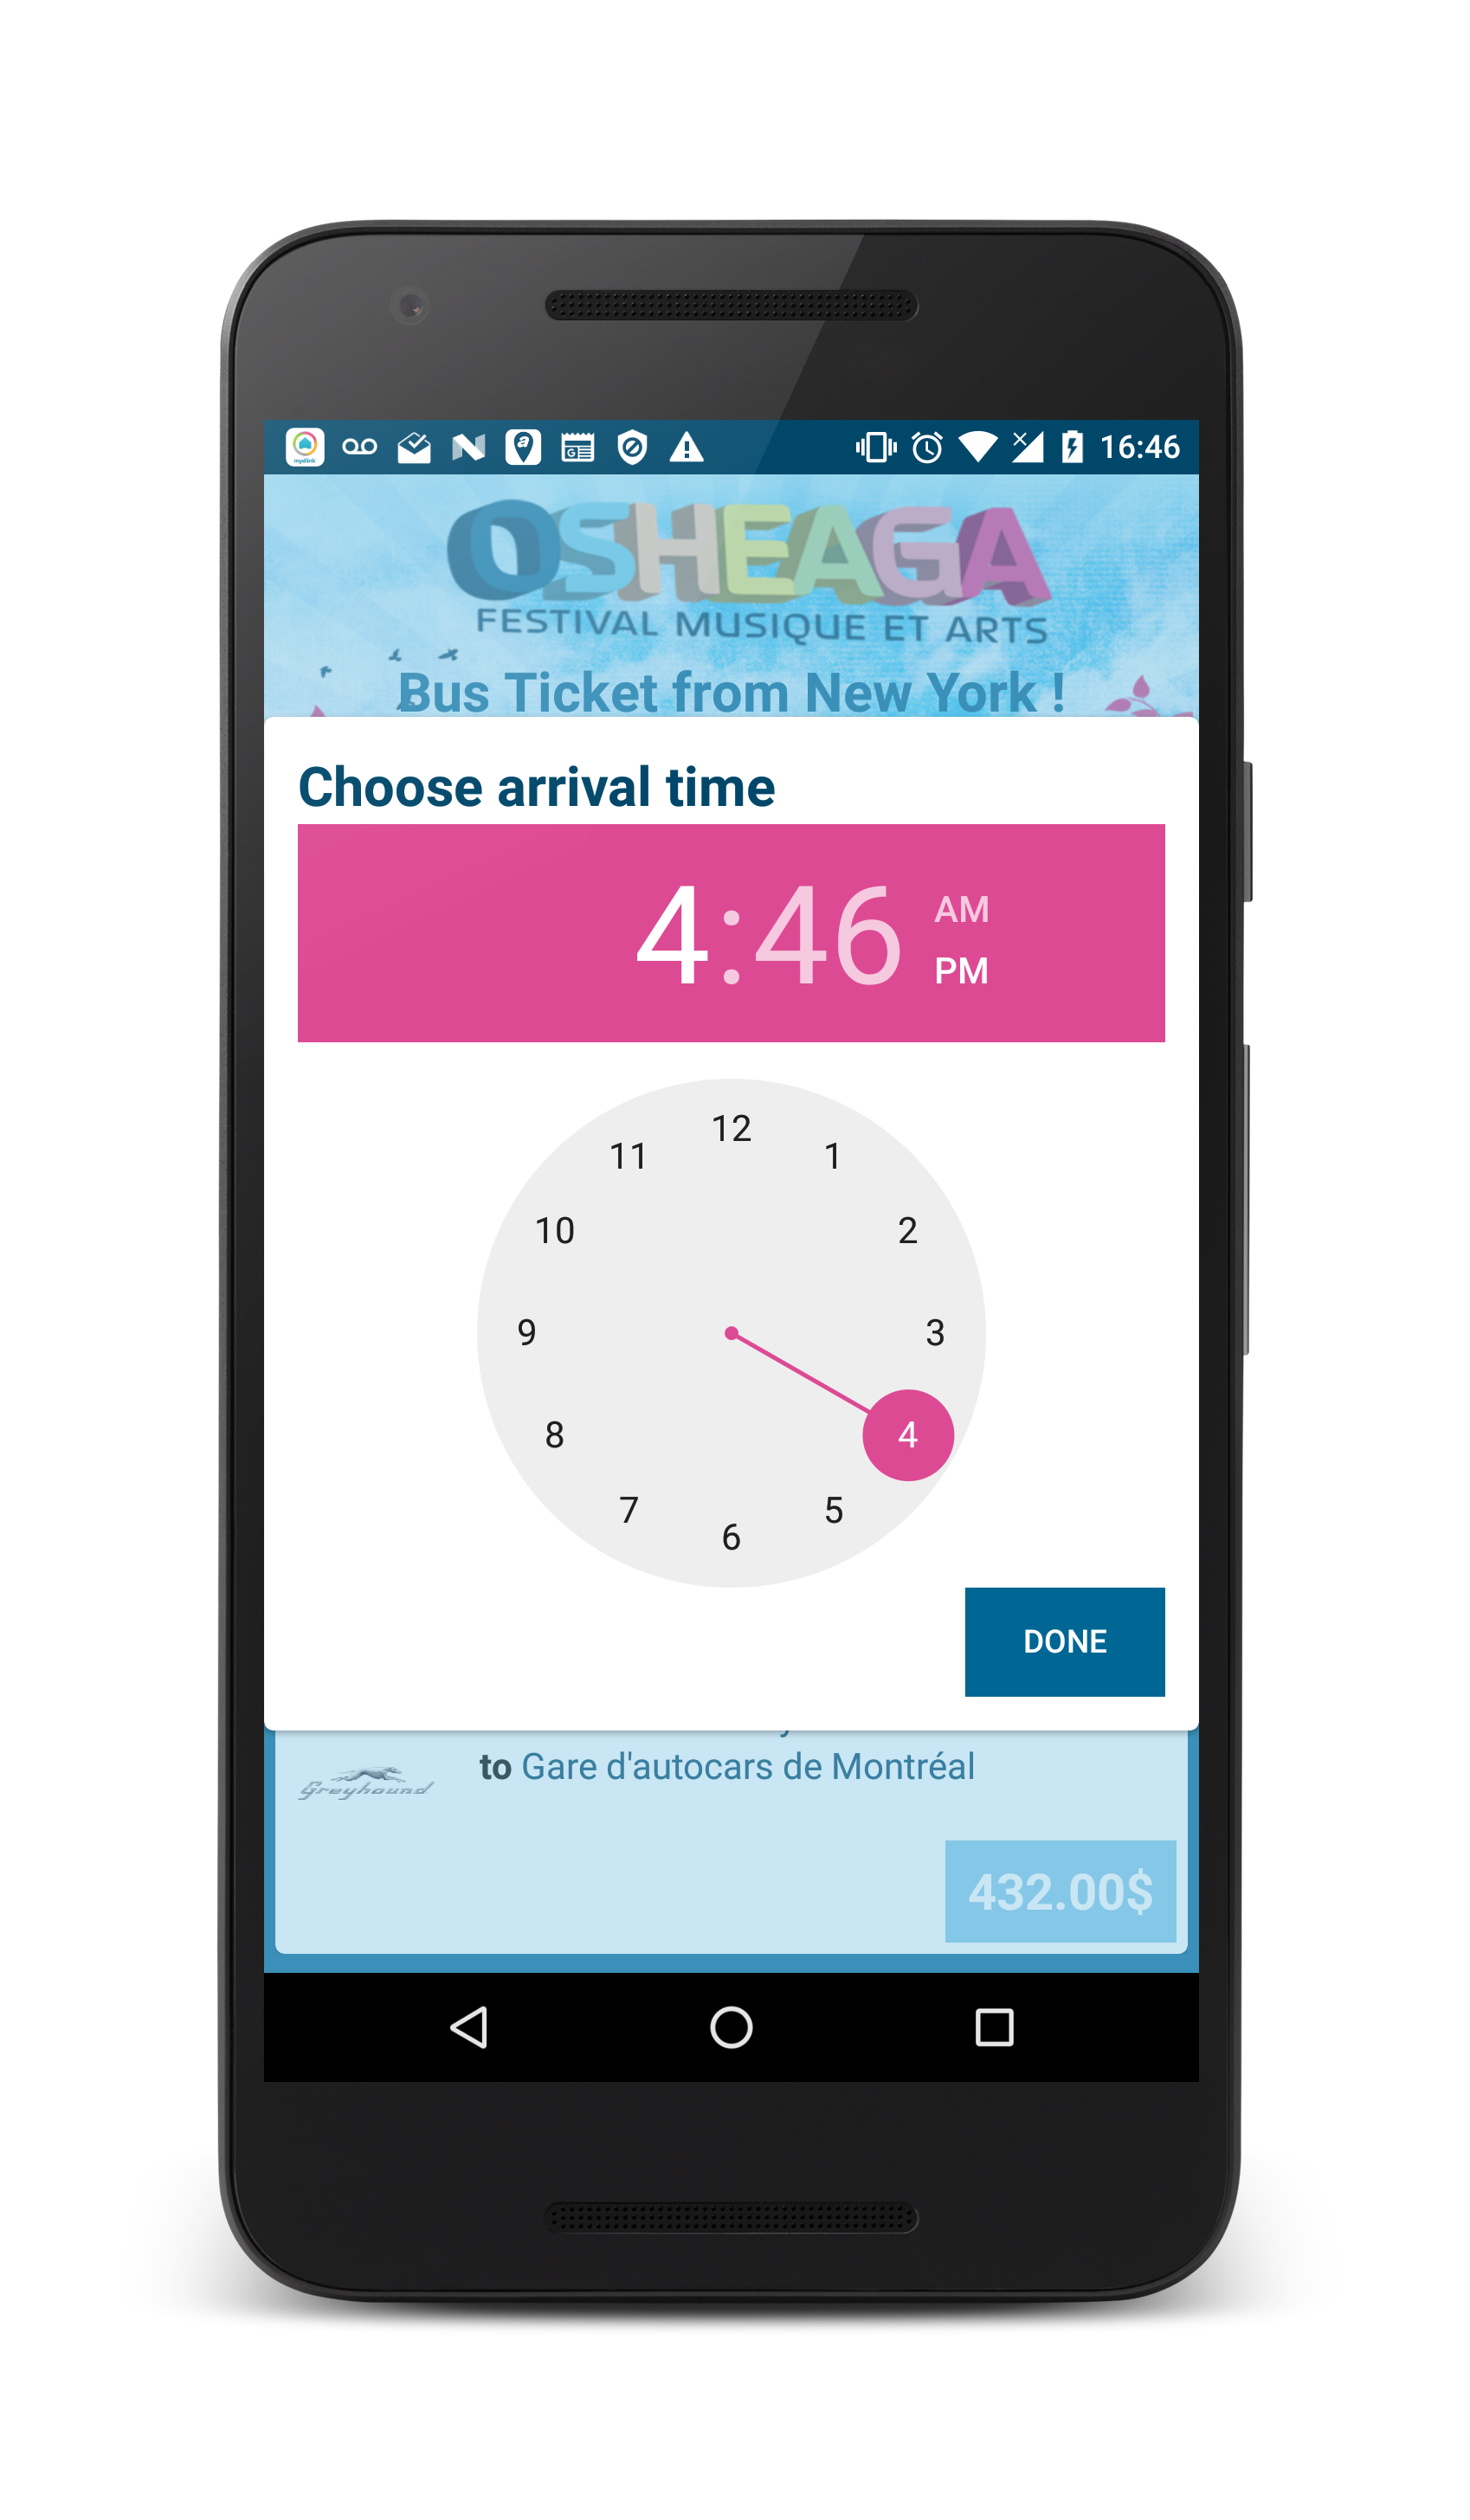 16:46
OSHEAGA
FESTIVAL MUSIQUE ET ARTS
Bus Ticket from New York !
Choose arrival time
4:46
AM
PM
12
11
1
10
2
9
3
8
4
7
5
6
DONE
to Gare d'autocars de Montréal
Greyhound
432.00$